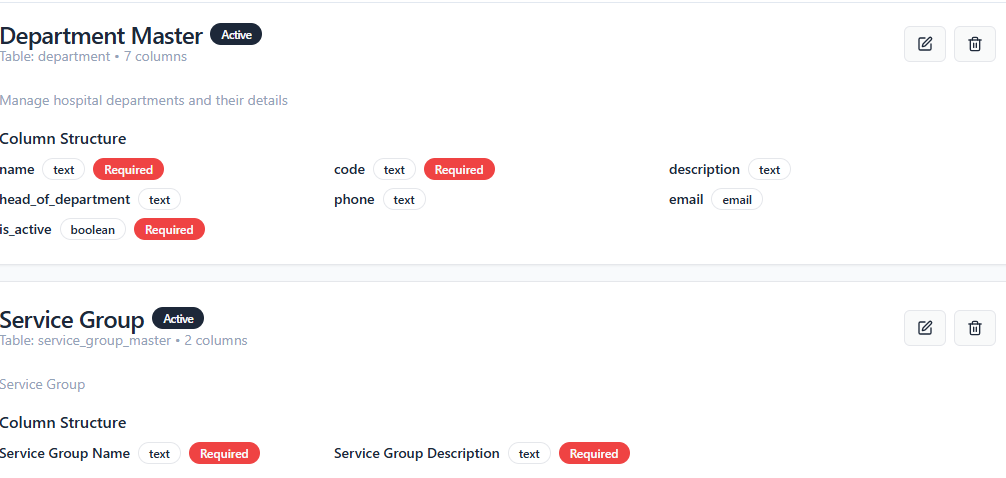 Department Master Active
Table: department • 7 columns
Manage hospital departments and their details
Column Structure
name text Required code text Required description text
head_of_department text phone text email email
is_active boolean Required
Service Group Active
Table: service_group_master • 2 columns
Service Group
Column Structure
Service Group Name text Required Service Group Description text Required